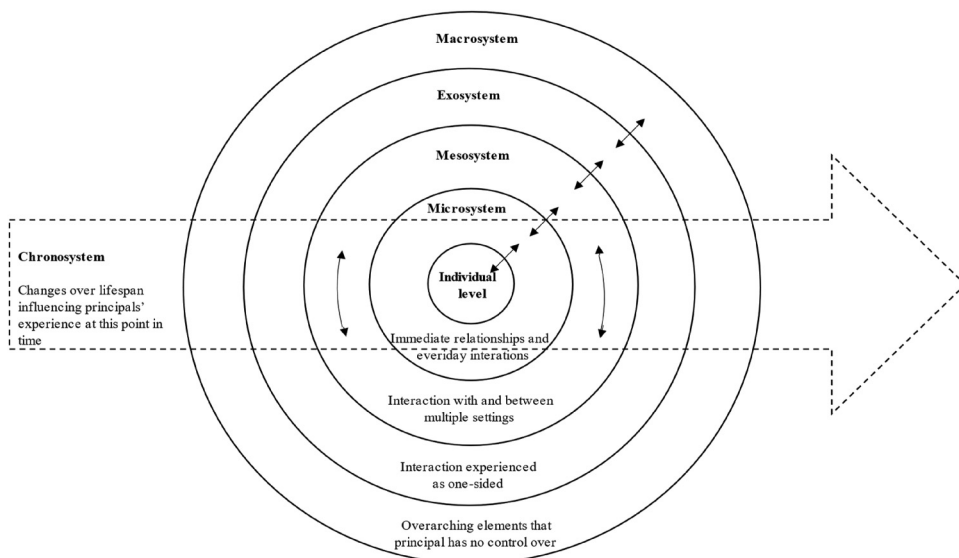 Macrosystem
Exosystem
Mesosystem
Microsystem
Individual
level
Chronosystem
Changes over lifespan
influencing principals’
experience at this point in
time
Immediate relationships and
everiday interations
Interaction with and between
multiple settings
Interaction experienced
as one-sided
Overarching elements that
principal has no control over